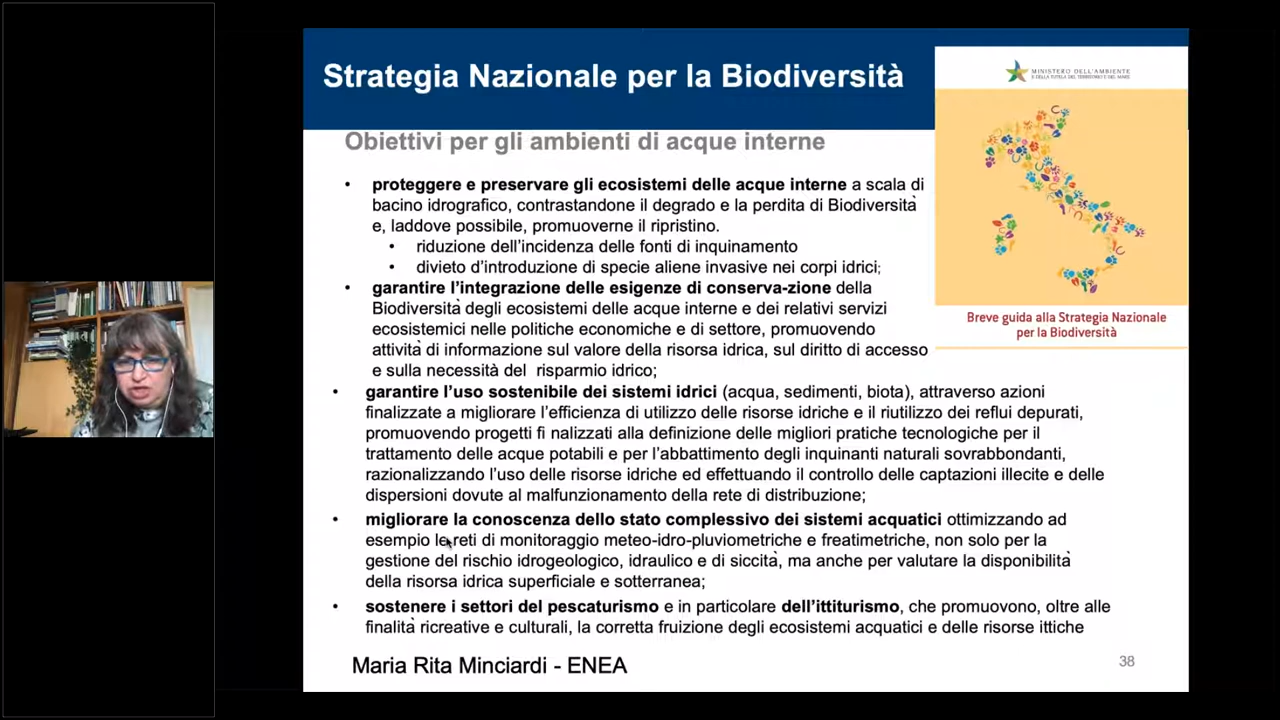 Strategia Nazionale per la Biodiversità
MINISTERO DELL'AMBIENTE
E DELLA TUTELA DEL TERRITORIO E DEL MARE
Obiettivi per gli ambienti di acque interne
• proteggere e preservare gli ecosistemi delle acque interne a scala di
bacino idrografico, contrastandone il degrado e la perdita di Biodiversità
e, laddove possibile, promuoverne il ripristino.
• riduzione dell'incidenza delle fonti di inquinamento
• divieto d'introduzione di specie aliene invasive nei corpi idrici;
• garantire l'integrazione delle esigenze di conserva-zione della
Biodiversità degli ecosistemi delle acque interne e dei relativi servizi
ecosistemici nelle politiche economiche e di settore, promuovendo
attività di informazione sul valore della risorsa idrica, sul diritto di accesso
e sulla necessità del risparmio idrico;
Breve guida alla Strategia Nazionale
per la Biodiversità
• garantire l'uso sostenibile dei sistemi idrici (acqua, sedimenti, biota), attraverso azioni
finalizzate a migliorare l'efficienza di utilizzo delle risorse idriche e il riutilizzo dei reflui depurati,
promuovendo progetti fi nalizzati alla definizione delle migliori pratiche tecnologiche per il
trattamento delle acque potabili e per l'abbattimento degli inquinanti naturali sovrabbondanti,
razionalizzando l'uso delle risorse idriche ed effettuando il controllo delle captazioni illecite e delle
dispersioni dovute al malfunzionamento della rete di distribuzione;
• migliorare la conoscenza dello stato complessivo dei sistemi acquatici ottimizzando ad
esempio le reti di monitoraggio meteo-idro-pluviometriche e freatimetriche, non solo per la
gestione del rischio idrogeologico, idraulico e di siccità, ma anche per valutare la disponibilità
della risorsa idrica superficiale e sotterranea;
• sostenere i settori del pescaturismo e in particolare dell'ittiturismo, che promuovono, oltre alle
finalità ricreative e culturali, la corretta fruizione degli ecosistemi acquatici e delle risorse ittiche
Maria Rita Minciardi - ENEA
38